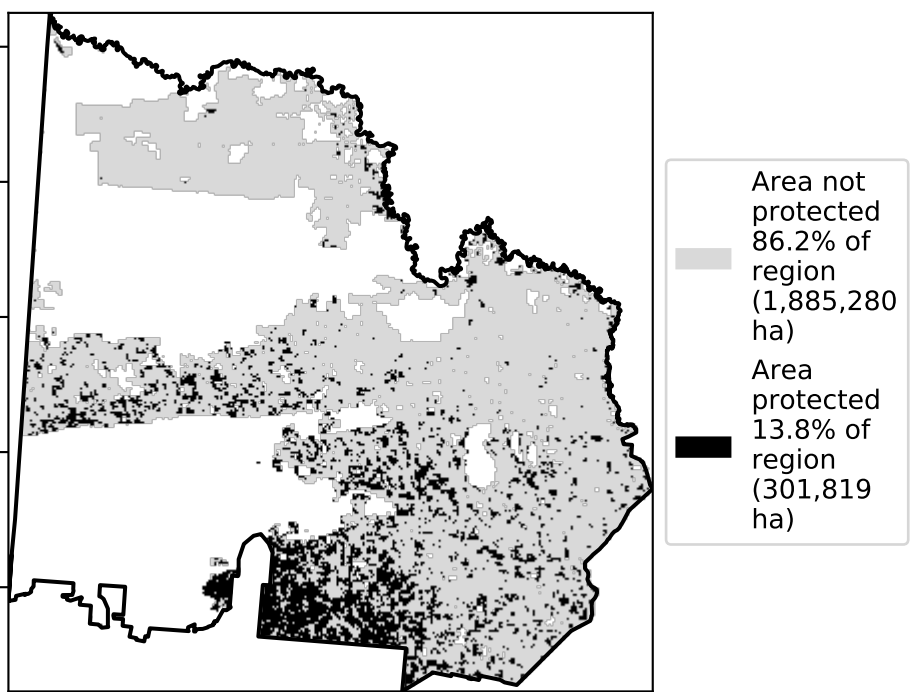 Area not
protected
86.2% of
region
(1,885,280
ha)
Area
protected
13.8% of
region
(301,819
ha)